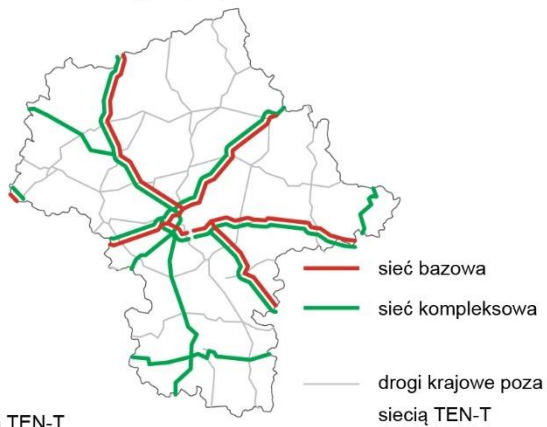 sieć bazowa
sieć kompleksowa
drogi krajowe poza
siecią TEN-T
TEN-T